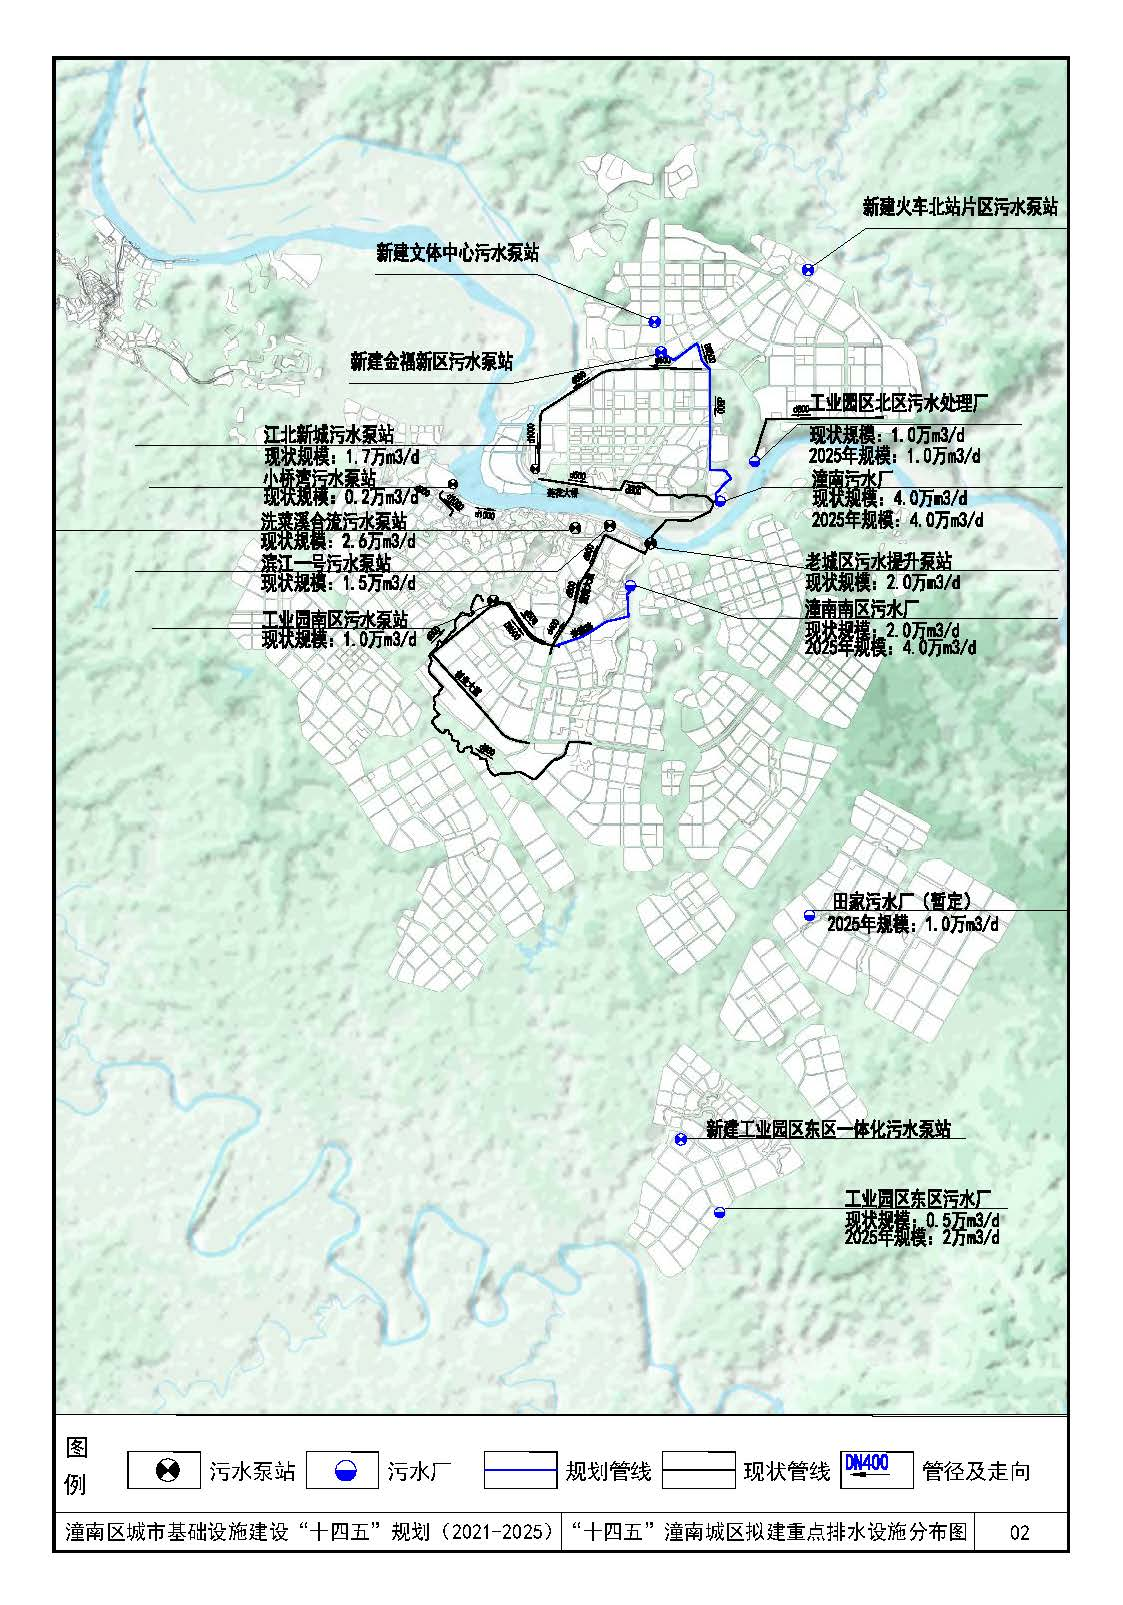 新建火车北站片区污水泵站
新建文体中心污水泵站
新建金福新区污水泵站
工业园区北区污水处理厂
现状规模：1.0万m3/d
2025年规模：1.0万m3/d
江北新城污水泵站
现状规模：1.7万m3/d
小桥湾污水泵站
现状规模：0.2万m3/d
潼南污水厂
现状规模：4.0万m3/d
2025年规模：4.0万m3/d
洗菜溪合流污水泵站
现状规模：2.6万m3/d
滨江一号污水泵站
现状规模：1.5万m3/d
老城区污水提升泵站
现状规模：2.0万m3/d
工业园南区污水泵站
现状规模：1.0万m3/d
潼南南区污水厂
现状规模：2.0万m3/d
2025年规模：4.0万m3/d
田家污水厂（暂定）
2025年规模：1.0万m3/d
新建工业园区东区一体化污水泵站
工业园区东区污水厂
现状规模：0.5万m3/d
2025年规模：2万m3/d
图例
污水泵站
污水厂
规划管线
现状管线
DN400
管径及走向
潼南区城市基础设施建设“十四五”规划（2021-2025）
“十四五”潼南城区拟建重点排水设施分布图
02